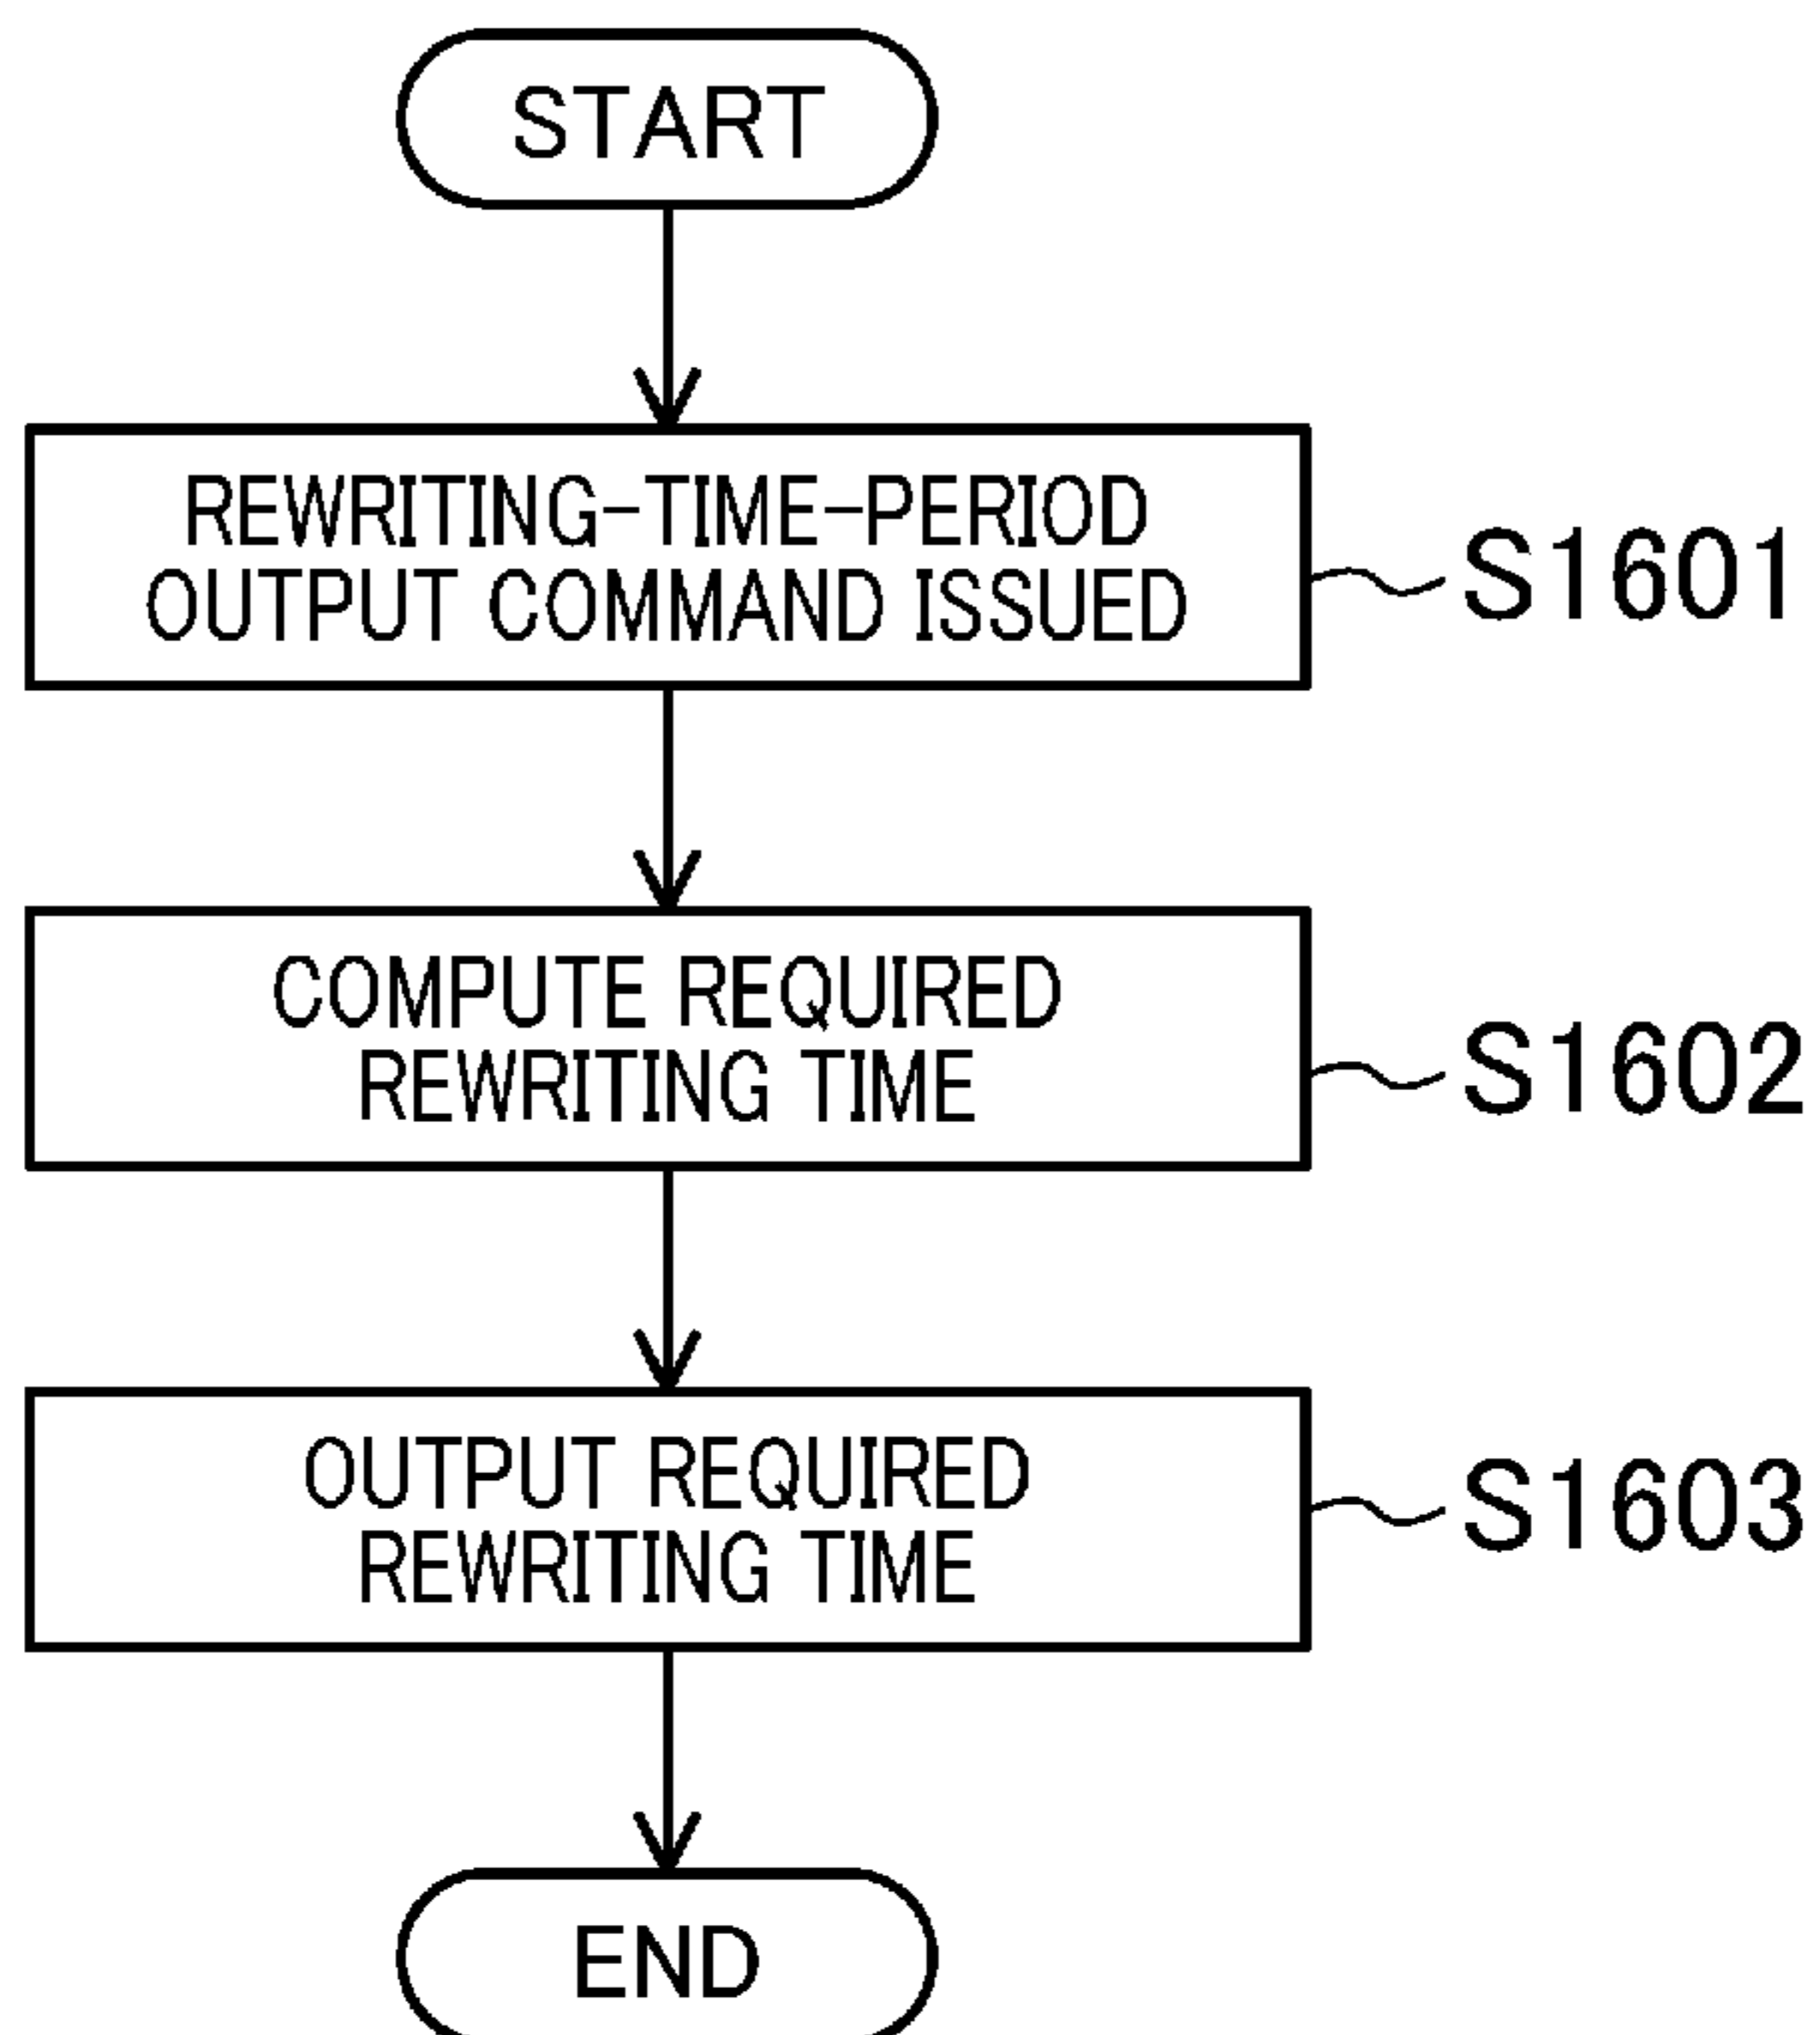 START
REWRITING-TIME-PERIOD
OUTPUT COMMAND ISSUED
S1601
COMPUTE REQUIRED
REWRITING TIME
S1602
OUTPUT REQUIRED
REWRITING TIME
S1603
END